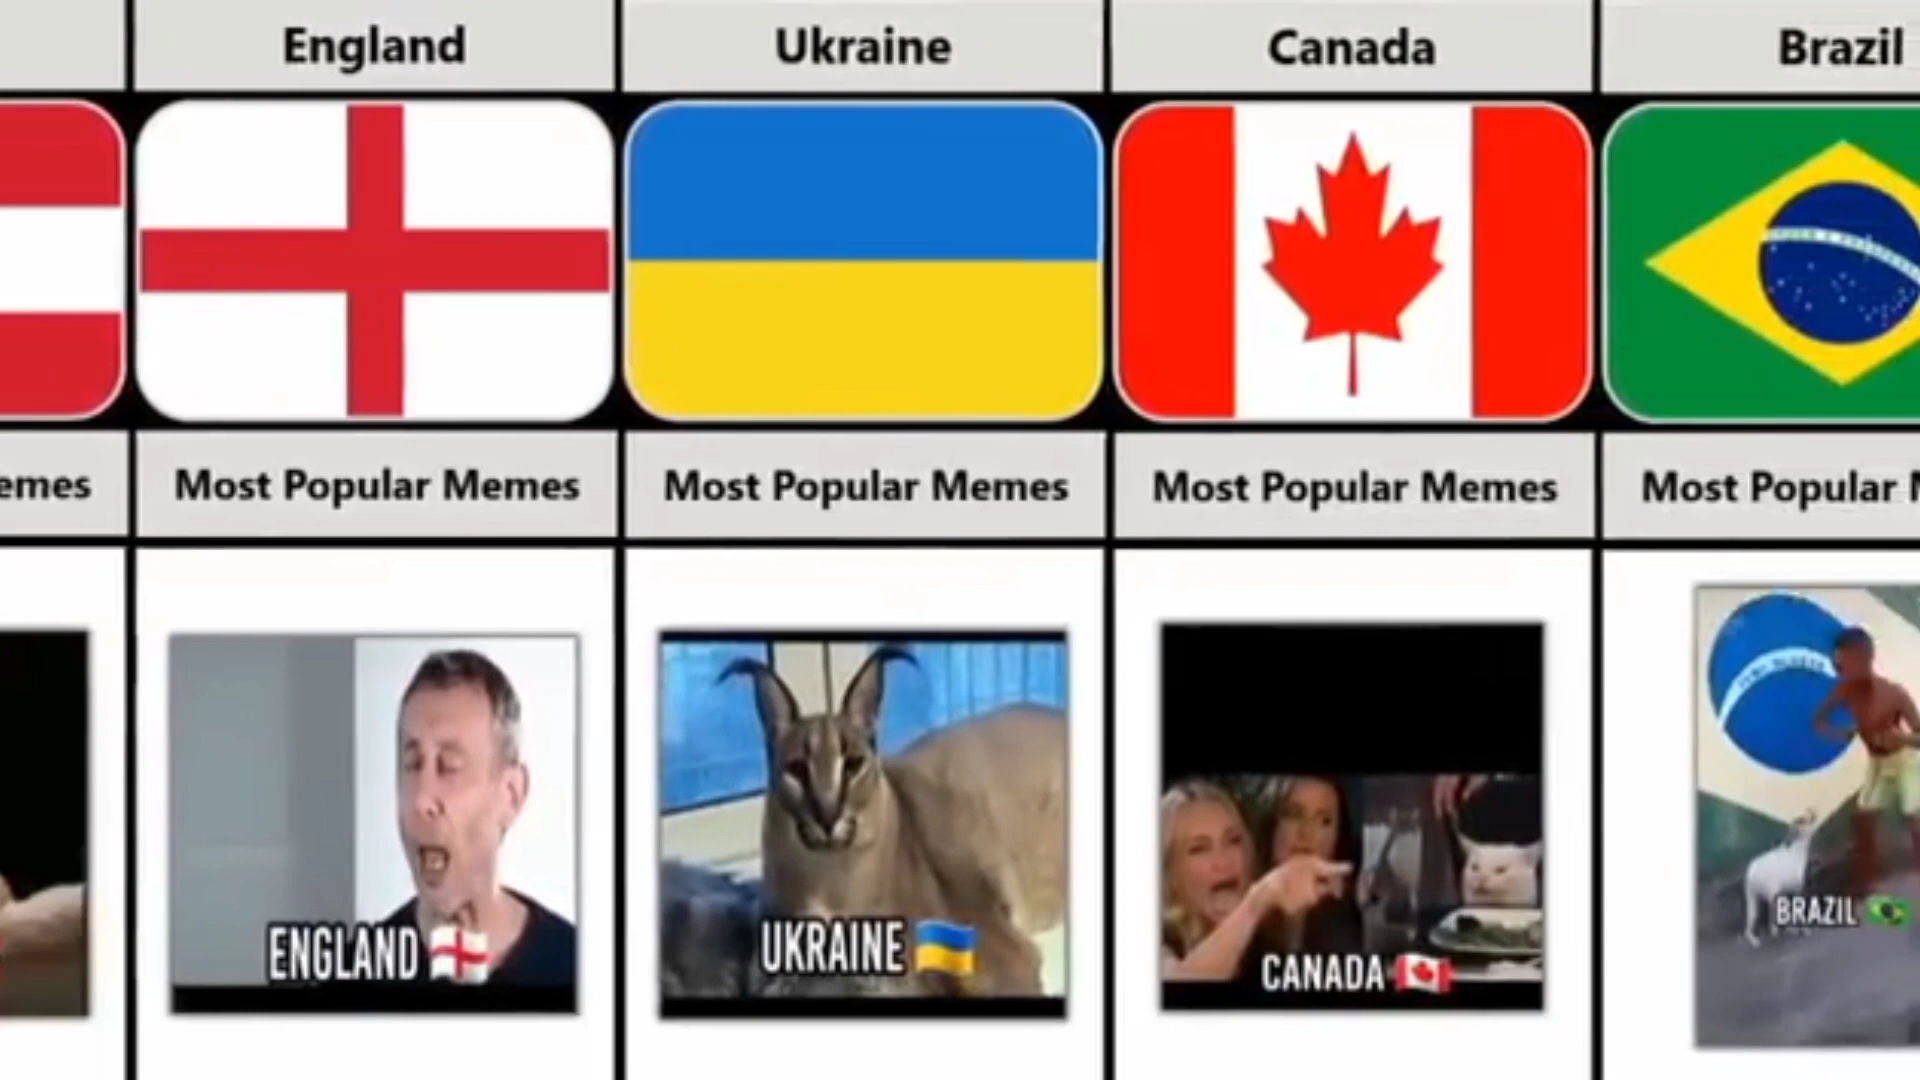 England
Ukraine
Canada
Brazil
emes
Most Popular Memes
Most Popular Memes
Most Popular Memes
Most Popular
ENGLAND
UKRAINE
CANADA
BRAZIL